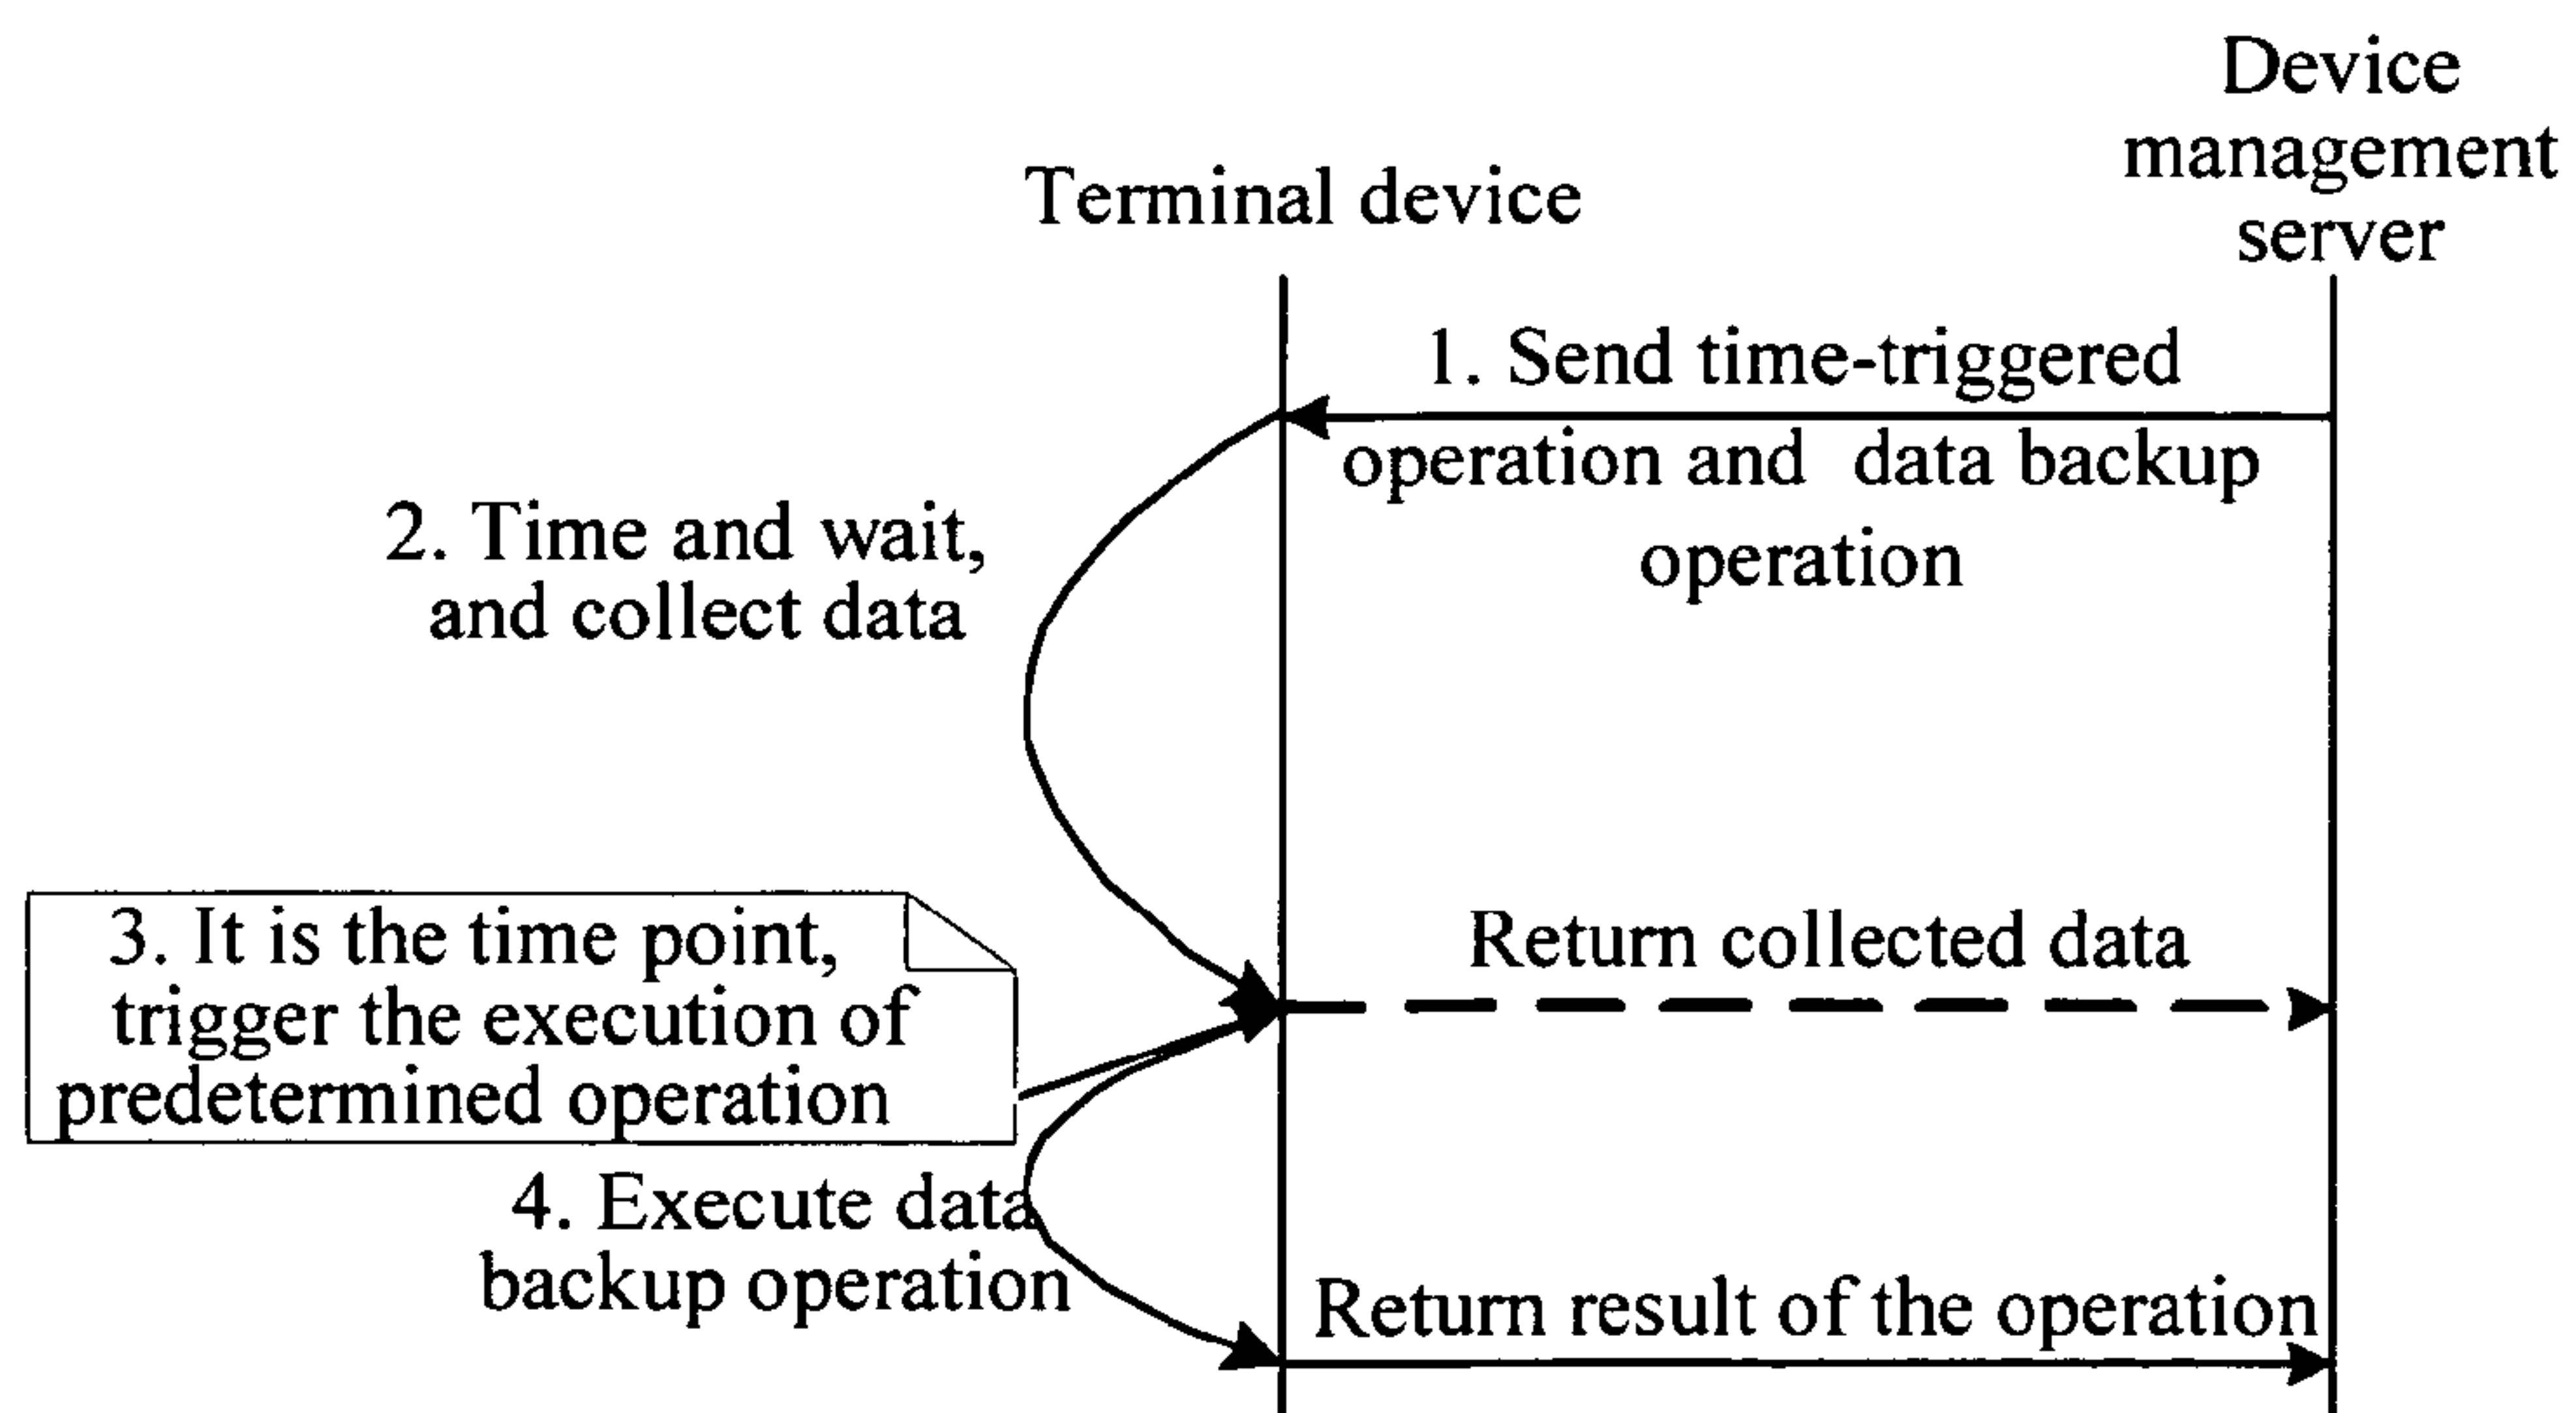 Device
management
server
Terminal device
1. Send time-triggered
operation and data backup
operation
2. Time and wait,
and collect data
3. It is the time point,
trigger the execution of
predetermined operation
Return collected data
4. Execute data
backup operation
Return result of the operation